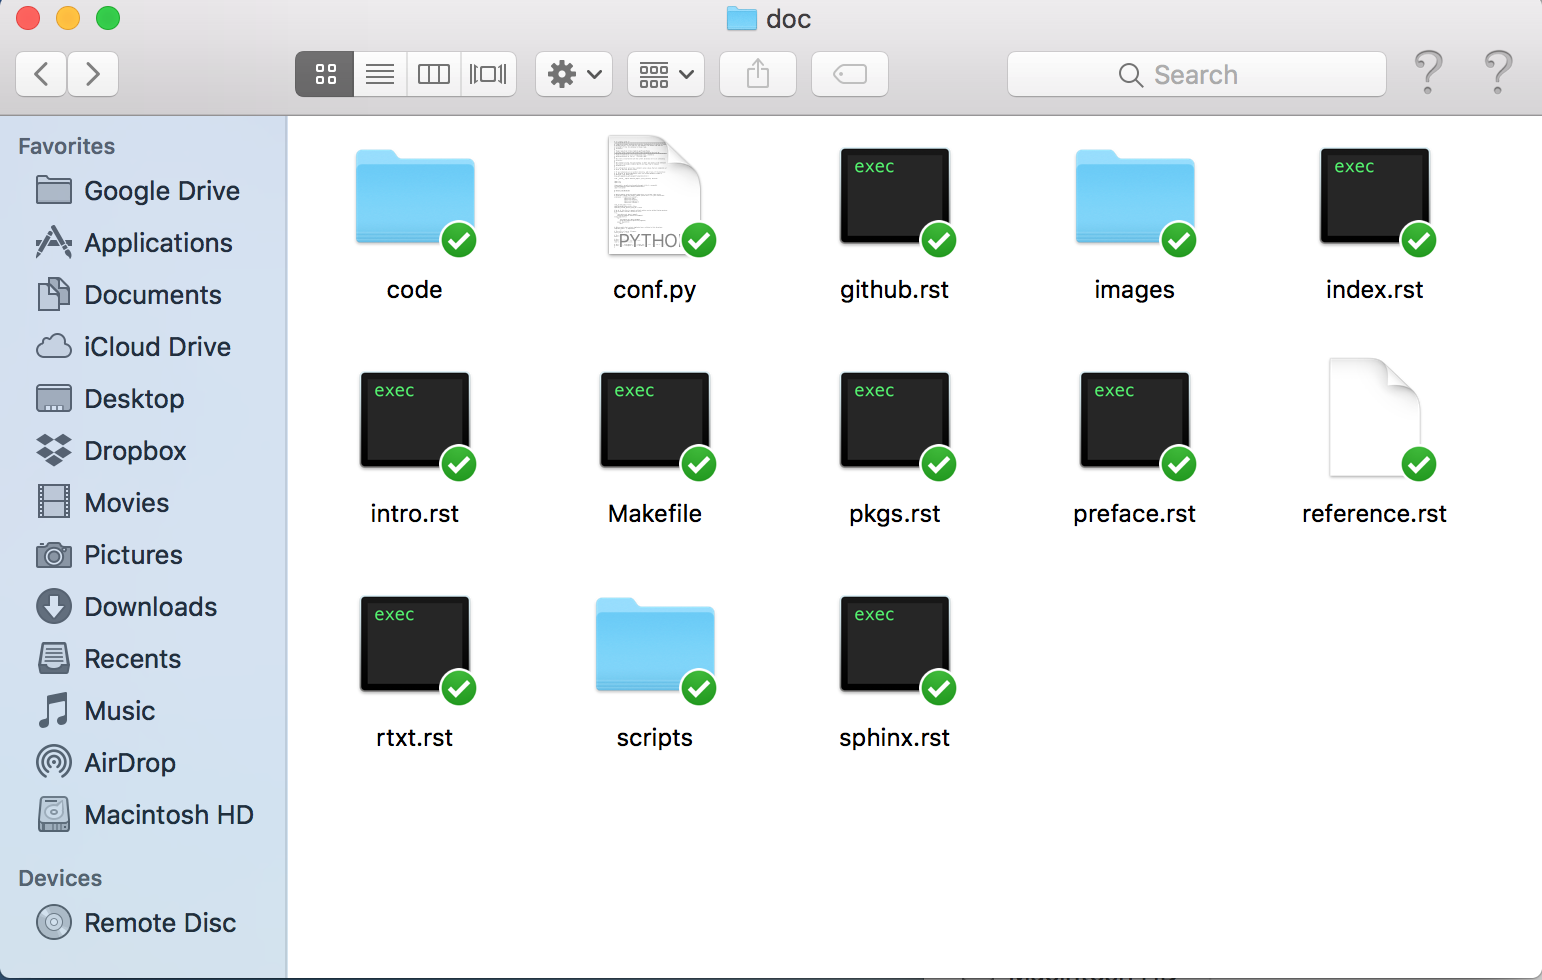 doc
Search
Favorites
Google Drive
Applications
Documents
iCloud Drive
Desktop
Dropbox
Movies
Pictures
Downloads
Recents
Music
AirDrop
Macintosh HD
Devices
Remote Disc
PYTHO
exec
exec
code
conf.py
github.rst
images
index.rst
exec
exec
exec
exec
intro.rst
Makefile
pkgs.rst
preface.rst
reference.rst
exec
exec
rtxt.rst
scripts
sphinx.rst